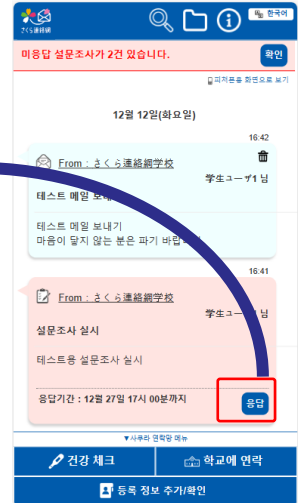 さくら連絡網
한국어
미응답 설문조사가 2건 있습니다.
확인
피처폰용 화면으로 보기
12월 12일(화요일)
16:42
From : さくら連絡網学校
学生ユーザ1 님
테스트 메일 보내기
테스트 메일 보내기
마음이 닿지 않는 분은 파기 바랍
16:41
From : さくら連絡網学校
学生ユー 님
설문조사 실시
테스트용 설문조사 실시
응답기간 : 12월 27일 17시 00분까지
응답
▼사쿠라 연락망 메뉴
건강 체크
학교에 연락
등록 정보 추가/확인